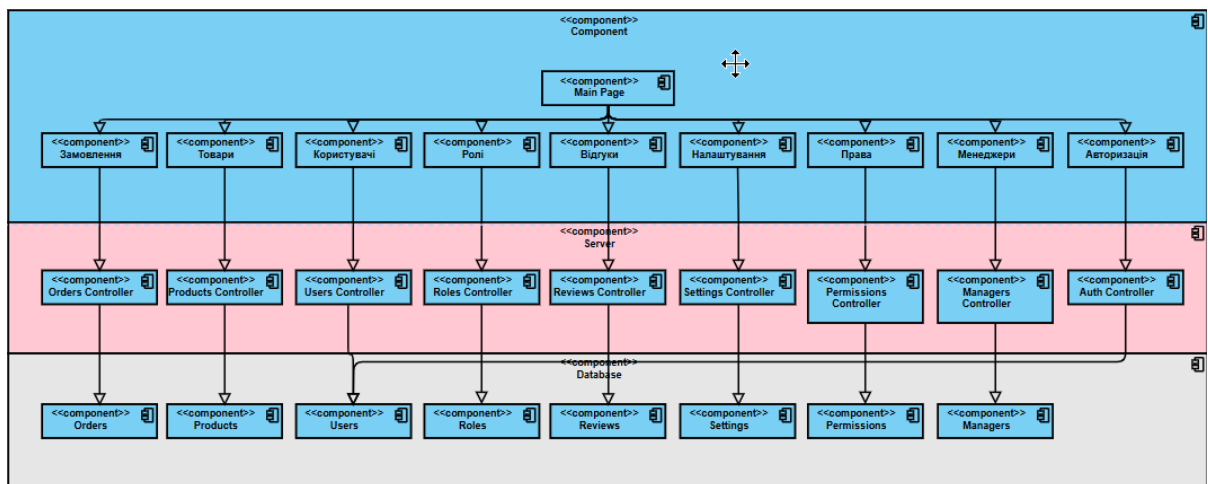 <<component>>
Component
<<component>>
Main Page
<<component>>
Замовлення
<<component>>
Товари
<<component>>
Користувачі
<<component>>
Ролі
<<component>>
Відгуки
<<component>>
Налаштування
<<component>>
Права
<<component>>
Менеджери
<<component>>
Авторизація
<<component>>
Server
<<component>>
Orders Controller
<<component>>
Products Controller
<<component>>
Users Controller
<<component>>
Roles Controller
<<component>>
Reviews Controller
<<component>>
Settings Controller
<<component>>
Permissions
Controller
<<component>>
Managers
Controller
<<component>>
Auth Controller
<<component>>
Database
<<component>>
Orders
<<component>>
Products
<<component>>
Users
<<component>>
Roles
<<component>>
Reviews
<<component>>
Settings
<<component>>
Permissions
<<component>>
Managers